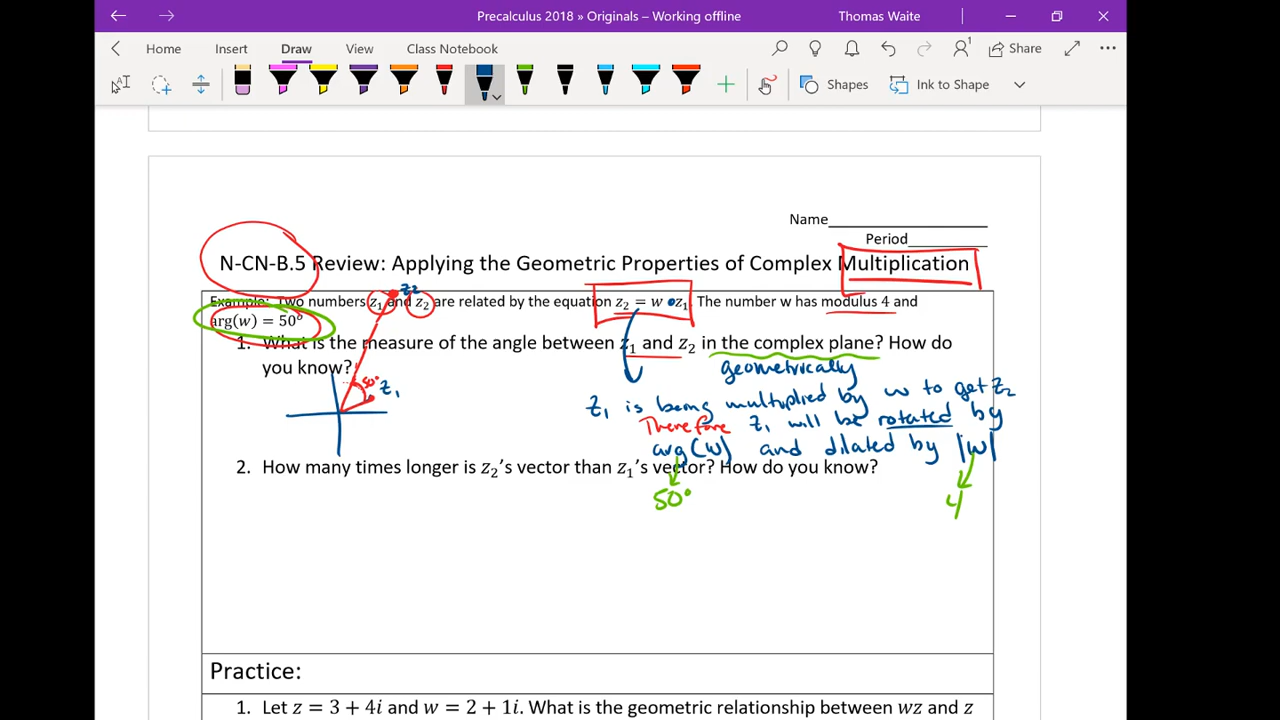 Precalculus 2018 » Originals – Working offline
Thomas Waite
Home Insert Draw View Class Notebook
Share
Shapes
Ink to Shape
Name
Period
N-CN-B.5 Review: Applying the Geometric Properties of Complex Multiplication
Example: Two numbers z₁ and z₂ are related by the equation z₂ = w • z₁. The number w has modulus 4 and
arg(w) = 50°
1. What is the measure of the angle between z₁ and z₂ in the complex plane? How do
you know?
z₂
50°
z₁
geometrically
z₁ is being multiplied by w to get z₂
Therefore z₁ will be rotated by
arg(w) and dilated by |w|
50°
4
2. How many times longer is z₂'s vector than z₁'s vector? How do you know?
Practice:
1. Let z = 3 + 4i and w = 2 + 1i. What is the geometric relationship between wz and z